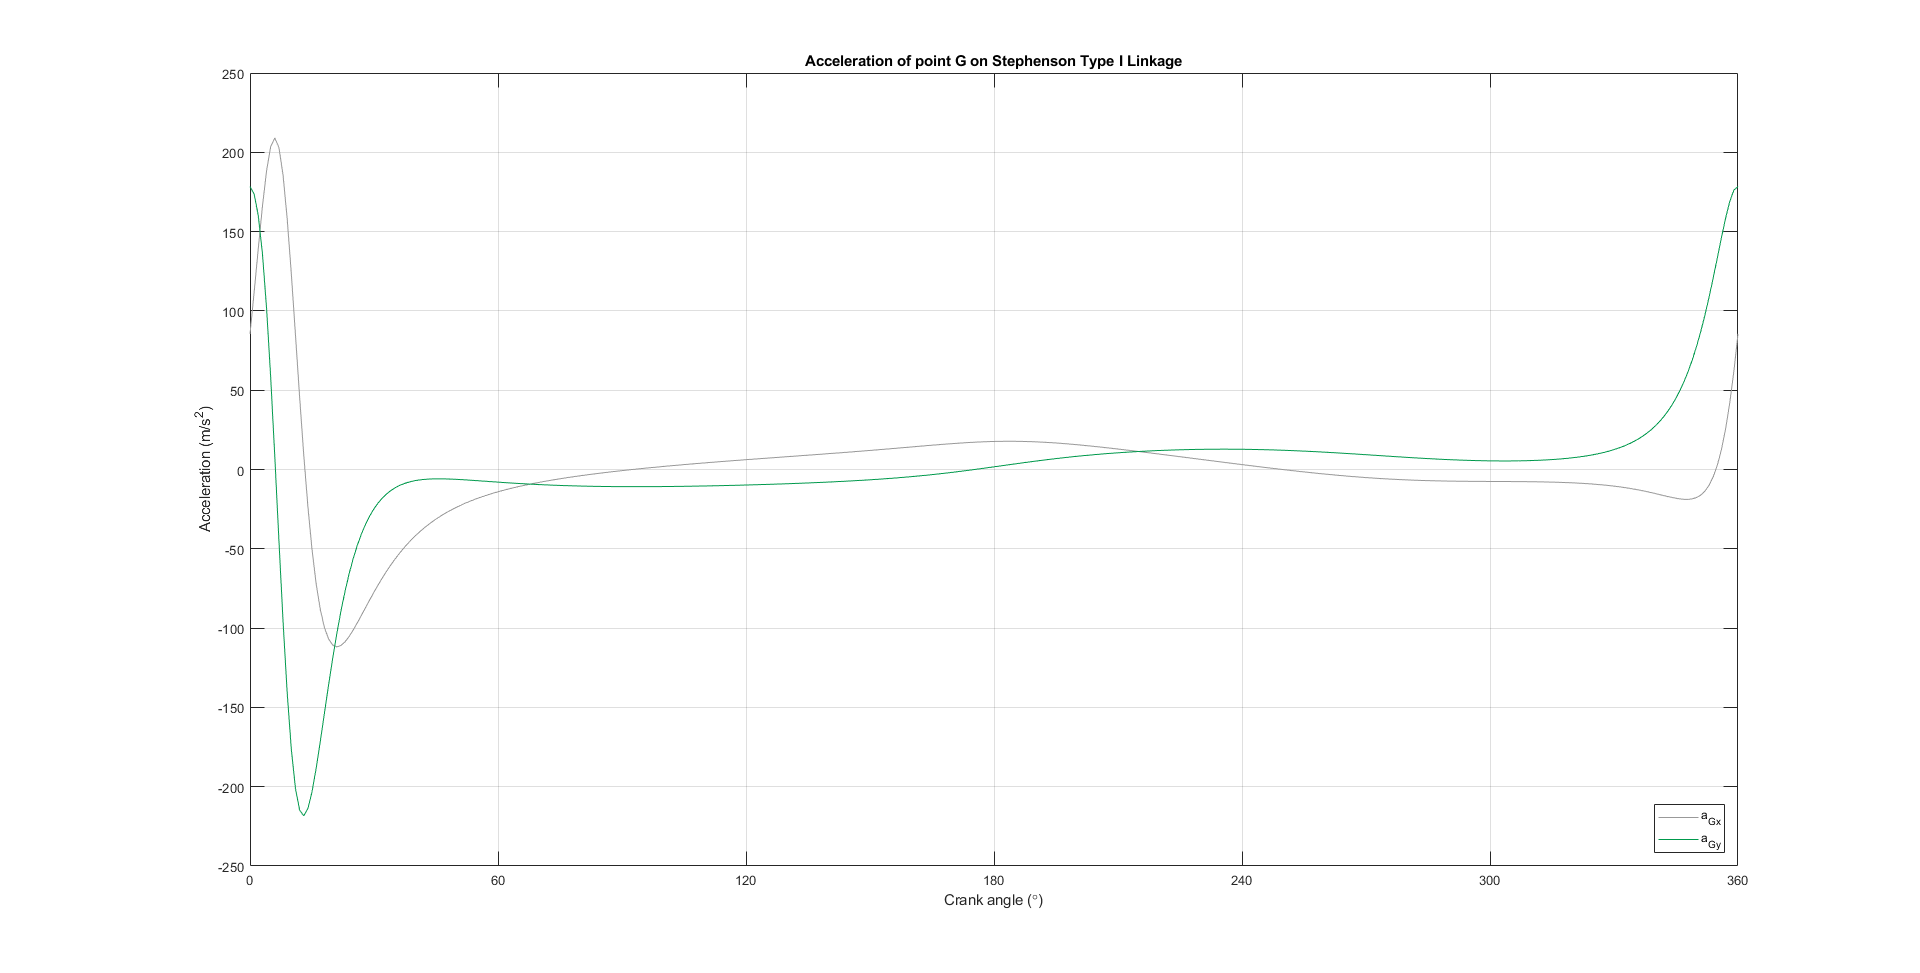 Acceleration of point G on Stephenson Type I Linkage
250
200
150
100
50
0
-50
-100
-150
-200
-250
Acceleration (m/s²)
0 60 120 180 240 300 360
Crank angle (°)
aGx
aGy